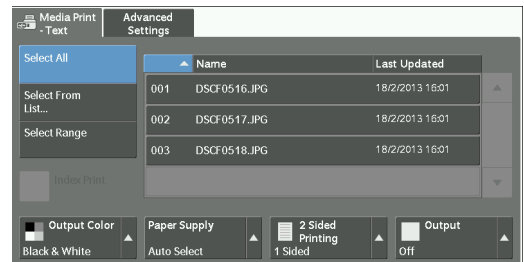 Media Print
- Text
Advanced
Settings
Select All
Select From
List...
Select Range
Index Print
Name
Last Updated
001 DSCF0516.JPG 18/2/2013 16:01
002 DSCF0517.JPG 18/2/2013 16:01
003 DSCF0518.JPG 18/2/2013 16:01
Output Color
Black & White
Paper Supply
Auto Select
2 Sided
Printing
1 Sided
Output
Off